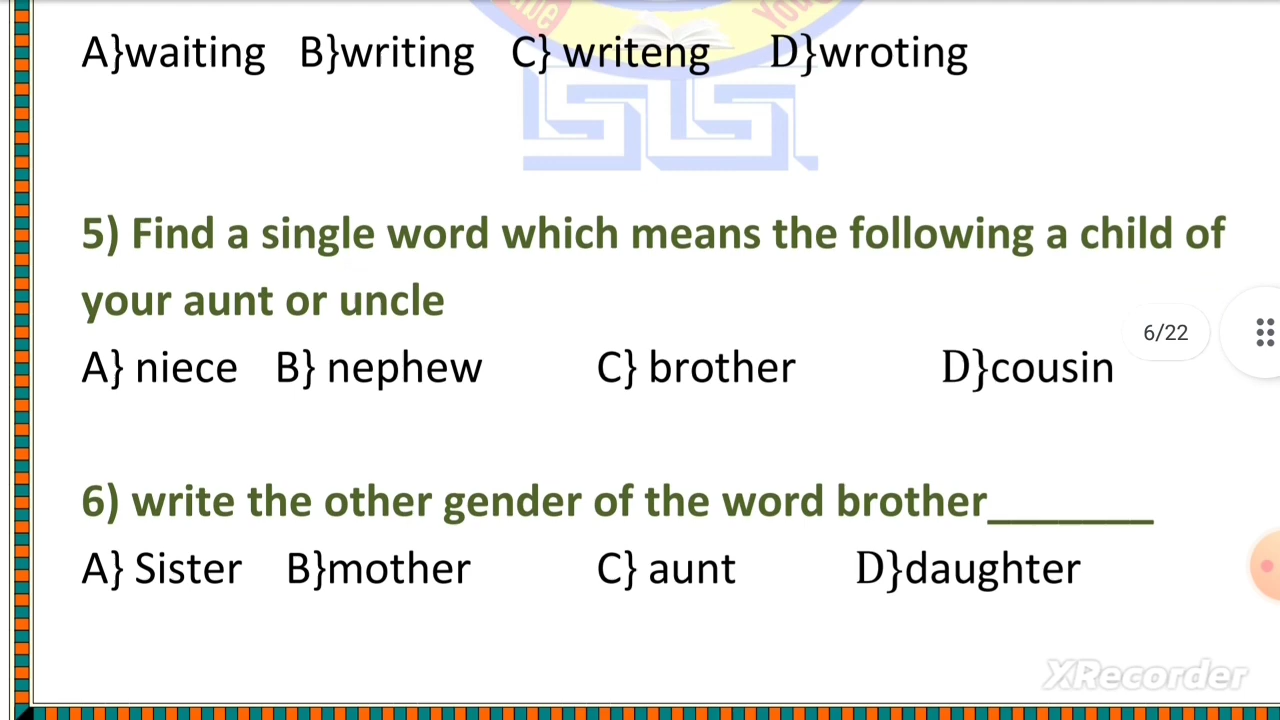 A}waiting B}writing C} writeng D}wroting
5) Find a single word which means the following a child of
your aunt or uncle
6/22
A} niece B} nephew C} brother D}cousin
6) write the other gender of the word brother_______
A} Sister B}mother C} aunt D}daughter
XRecorder